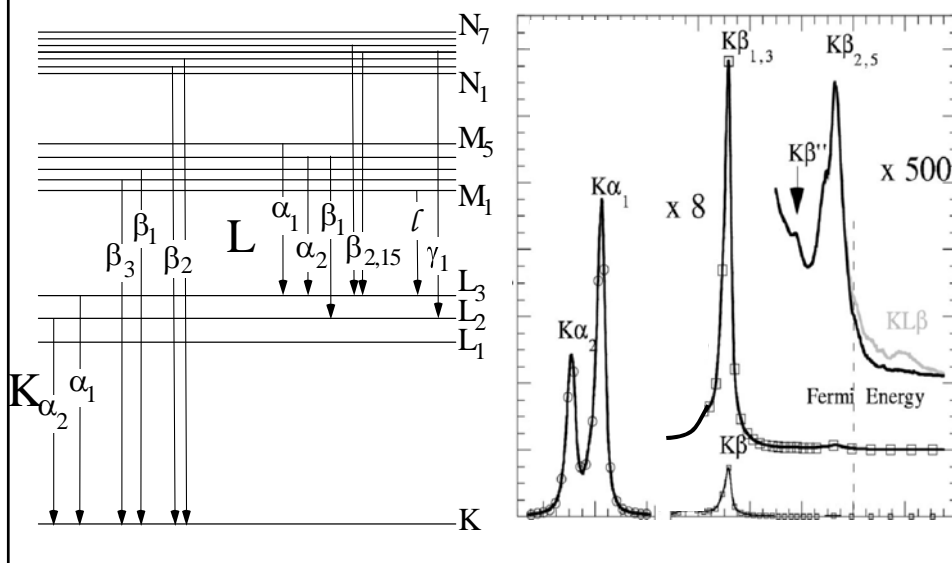 N7
N1
M5
M1
α1
α2
β1
β2,15
l
γ1
L
β3
β1
β2
L3
L2
L1
K
α2
α1
K
Kα2
Kα1
x 8
Kβ1,3
Kβ
Kβ''
Kβ2,5
x 500
KLβ
Fermi Energy